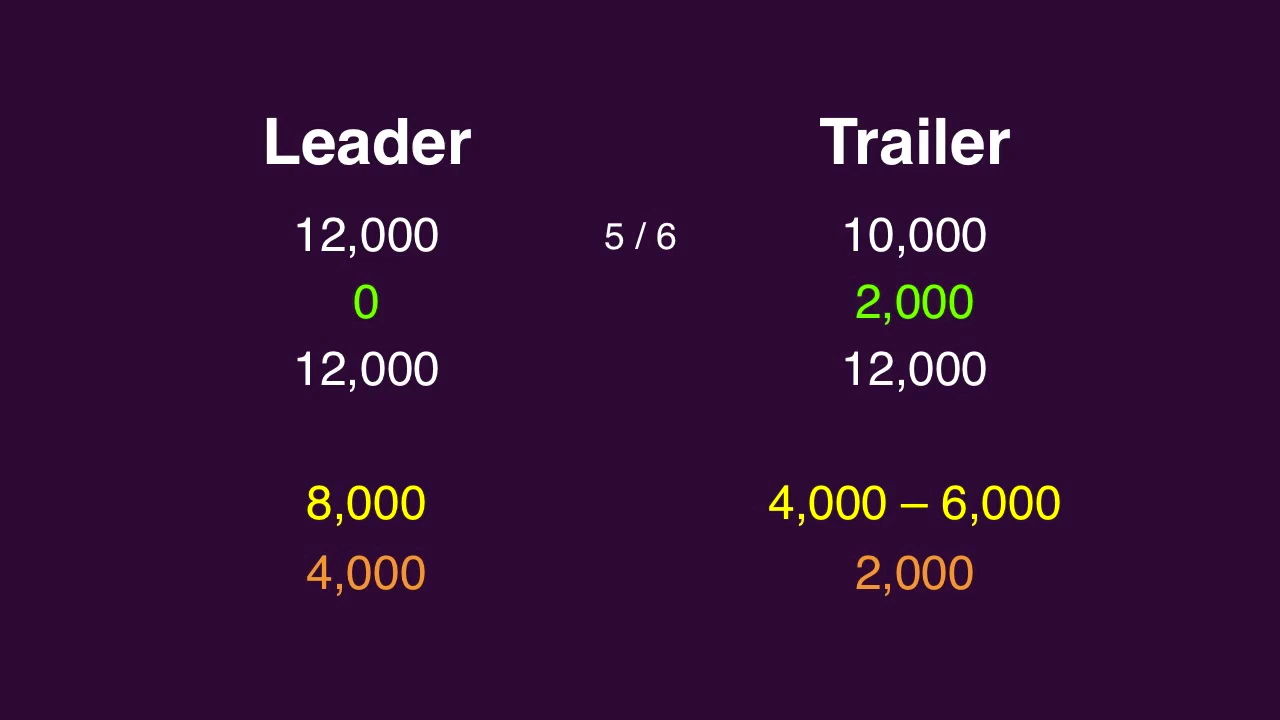 Leader Trailer
12,000 5 / 6 10,000
0 2,000
12,000 12,000
8,000 4,000 – 6,000
4,000 2,000